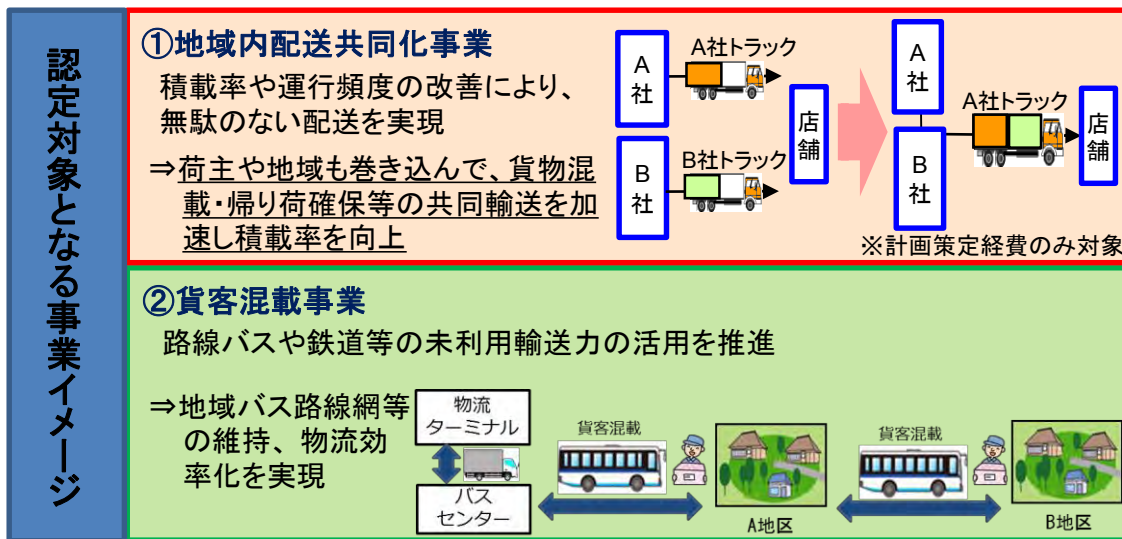 認定対象となる事業イメージ
①地域内配送共同化事業
積載率や運行頻度の改善により、
無駄のない配送を実現
⇒荷主や地域も巻き込んで、貨物混
載・帰り荷確保等の共同輸送を加
速し積載率を向上
A社
A社トラック
B社
B社トラック
店舗
A社
B社
A社トラック
店舗
※計画策定経費のみ対象
②貨客混載事業
路線バスや鉄道等の未利用輸送力の活用を推進
⇒地域バス路線網等
の維持、物流効
率化を実現
物流
ターミナル
バス
センター
貨客混載
A地区
貨客混載
B地区